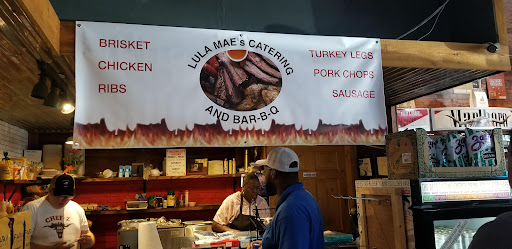 BRISKET
CHICKEN
RIBS
LULA MAE's CATERING
AND BAR-B-Q
TURKEY LEGS
PORK CHOPS
SAUSAGE